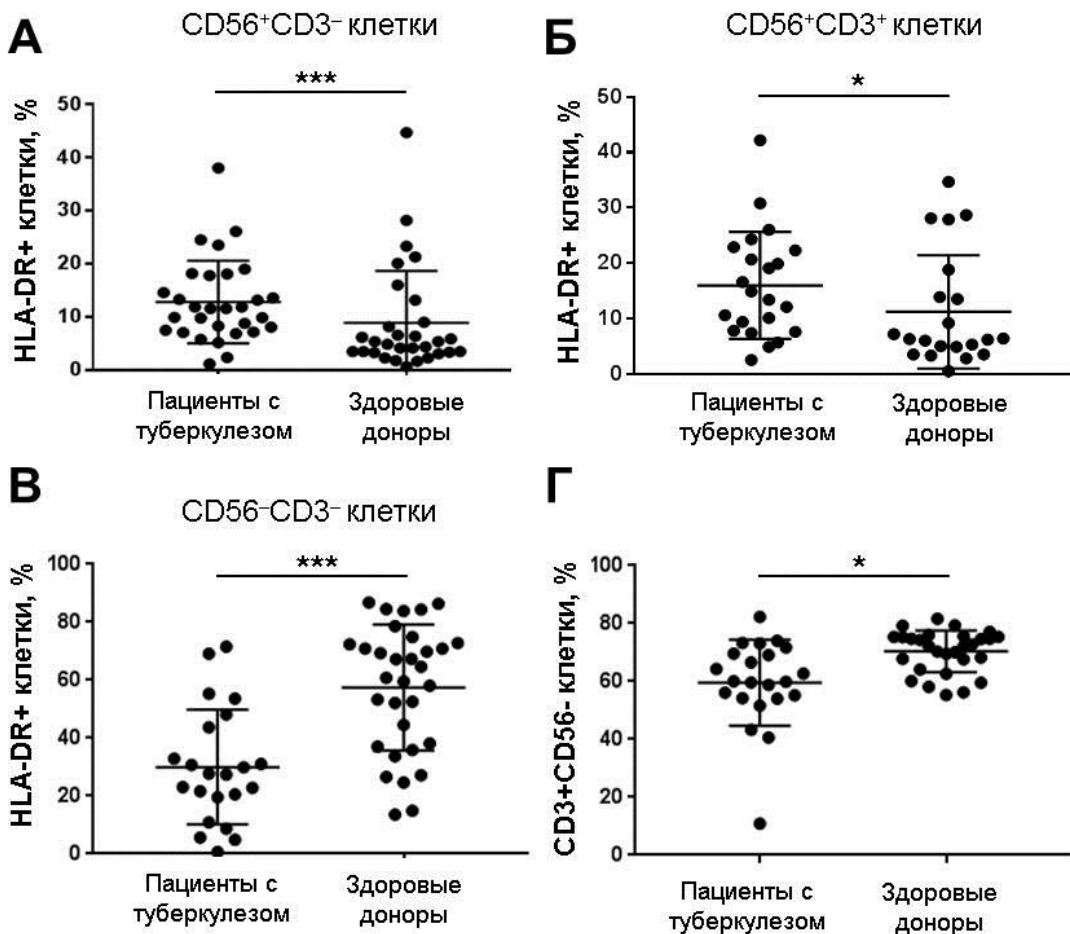 А
CD56⁺CD3⁻ клетки
***
HLA-DR+ клетки, %
50
40
30
20
10
0
Пациенты с
туберкулезом
Здоровые
доноры
Б
CD56⁺CD3⁺ клетки
*
HLA-DR+ клетки, %
50
40
30
20
10
0
Пациенты с
туберкулезом
Здоровые
доноры
В
CD56⁻CD3⁻ клетки
***
HLA-DR+ клетки, %
100
80
60
40
20
0
Пациенты с
туберкулезом
Здоровые
доноры
Г
*
CD3+CD56- клетки, %
100
80
60
40
20
0
Пациенты с
туберкулезом
Здоровые
доноры